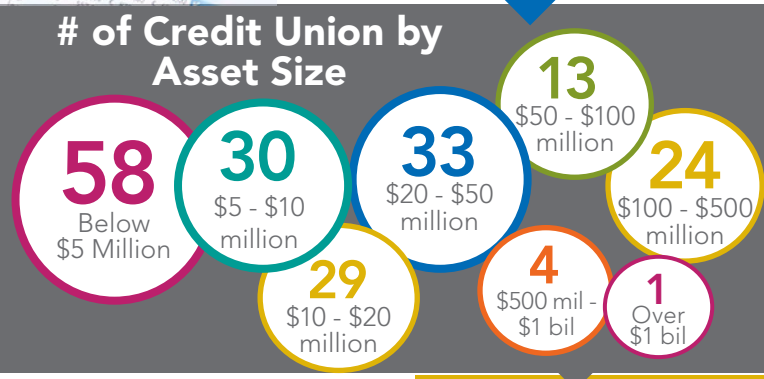 # of Credit Union by
Asset Size
58
Below
$5 Million
30
$5 - $10
million
29
$10 - $20
million
33
$20 - $50
million
13
$50 - $100
million
24
$100 - $500
million
4
$500 mil -
$1 bil
1
Over
$1 bil